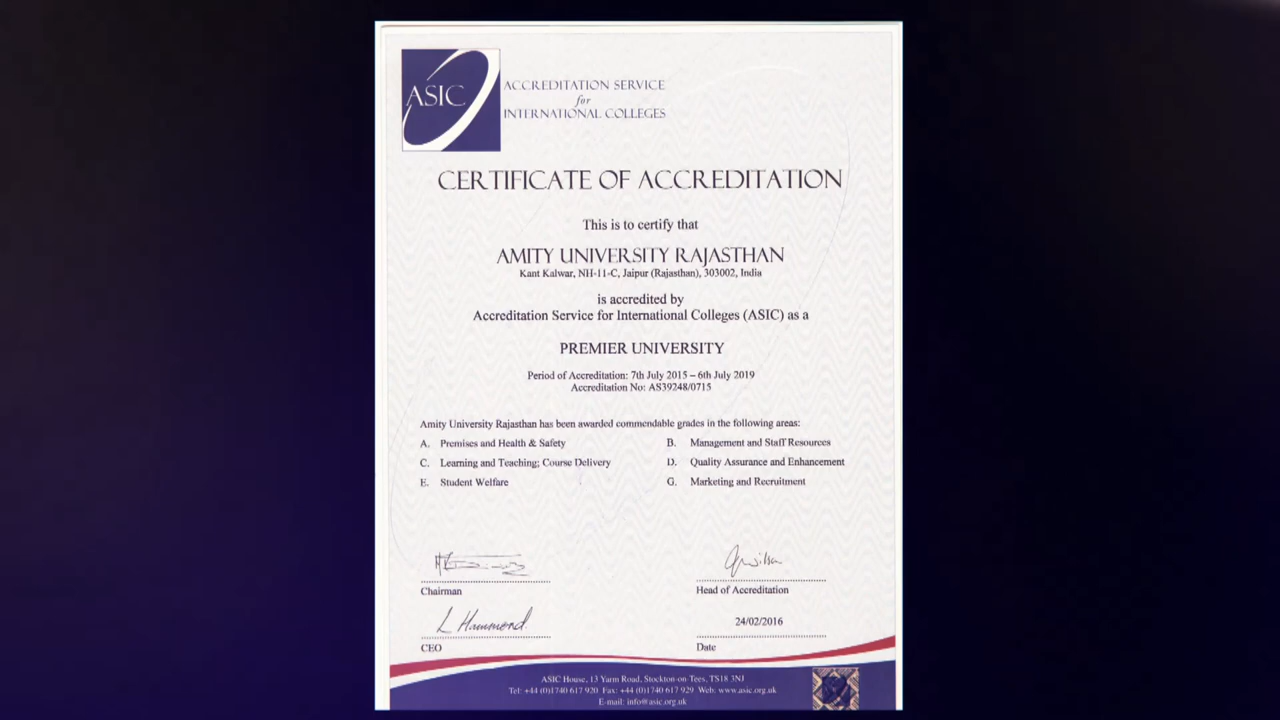 ASIC
ACCREDITATION SERVICE
for
INTERNATIONAL COLLEGES
CERTIFICATE OF ACCREDITATION
This is to certify that
AMITY UNIVERSITY RAJASTHAN
Kant Kalwar, NH-11-C, Jaipur (Rajasthan), 303002, India
is accredited by
Accreditation Service for International Colleges (ASIC) as a
PREMIER UNIVERSITY
Period of Accreditation: 7th July 2015 – 6th July 2019
Accreditation No: AS39248/0715
Amity University Rajasthan has been awarded commendable grades in the following areas:
A. Premises and Health & Safety
B. Management and Staff Resources
C. Learning and Teaching; Course Delivery
D. Quality Assurance and Enhancement
E. Student Welfare
G. Marketing and Recruitment
Chairman
Head of Accreditation
L Hammond.
24/02/2016
CEO
Date
ASIC House, 13 Yarm Road, Stockton-on-Tees, TS18 3NJ
Tel: +44 (0)1740 617 920 Fax: +44 (0)1740 617 929 Web: www.asic.org.uk
E-mail: info@asic.org.uk